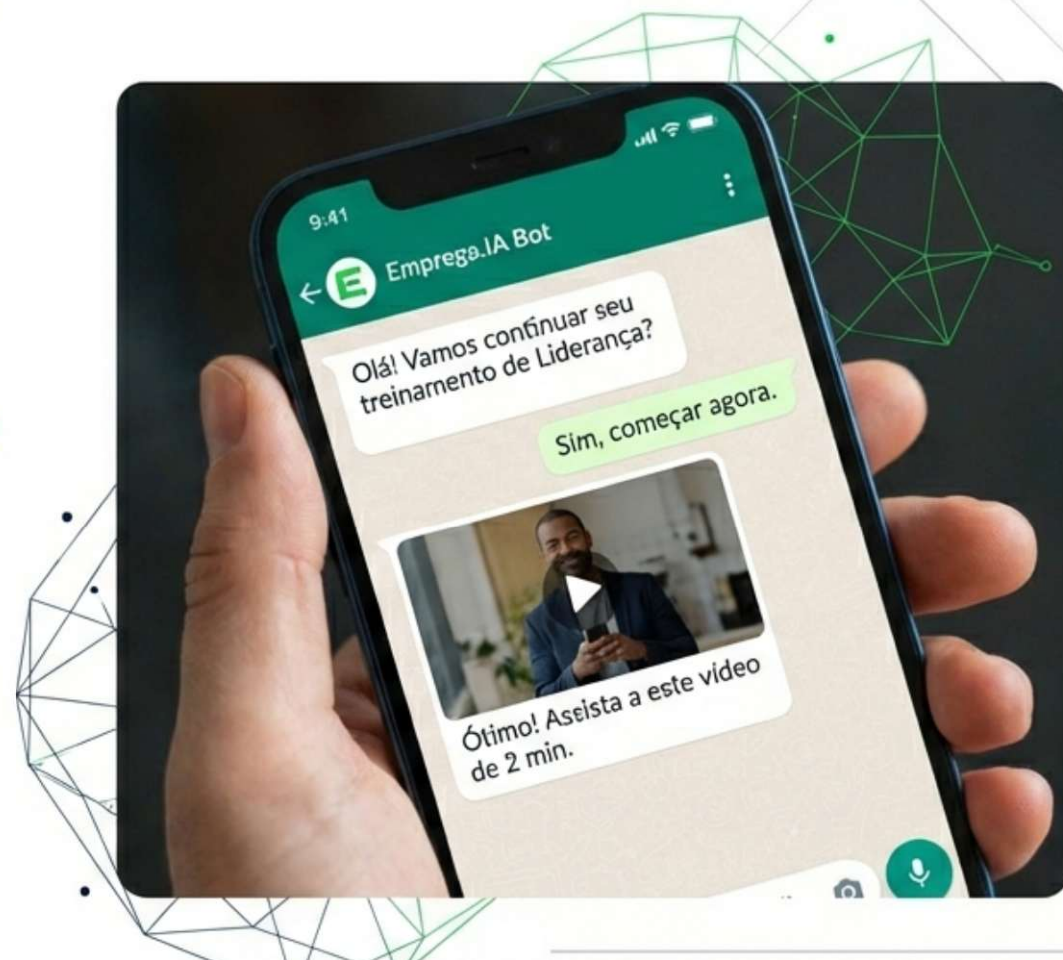 9:41
E
Emprega.IA Bot
Olá! Vamos continuar seu
treinamento de Liderança?
Sim, começar agora.
Ótimo! Assista a este vídeo
de 2 min.